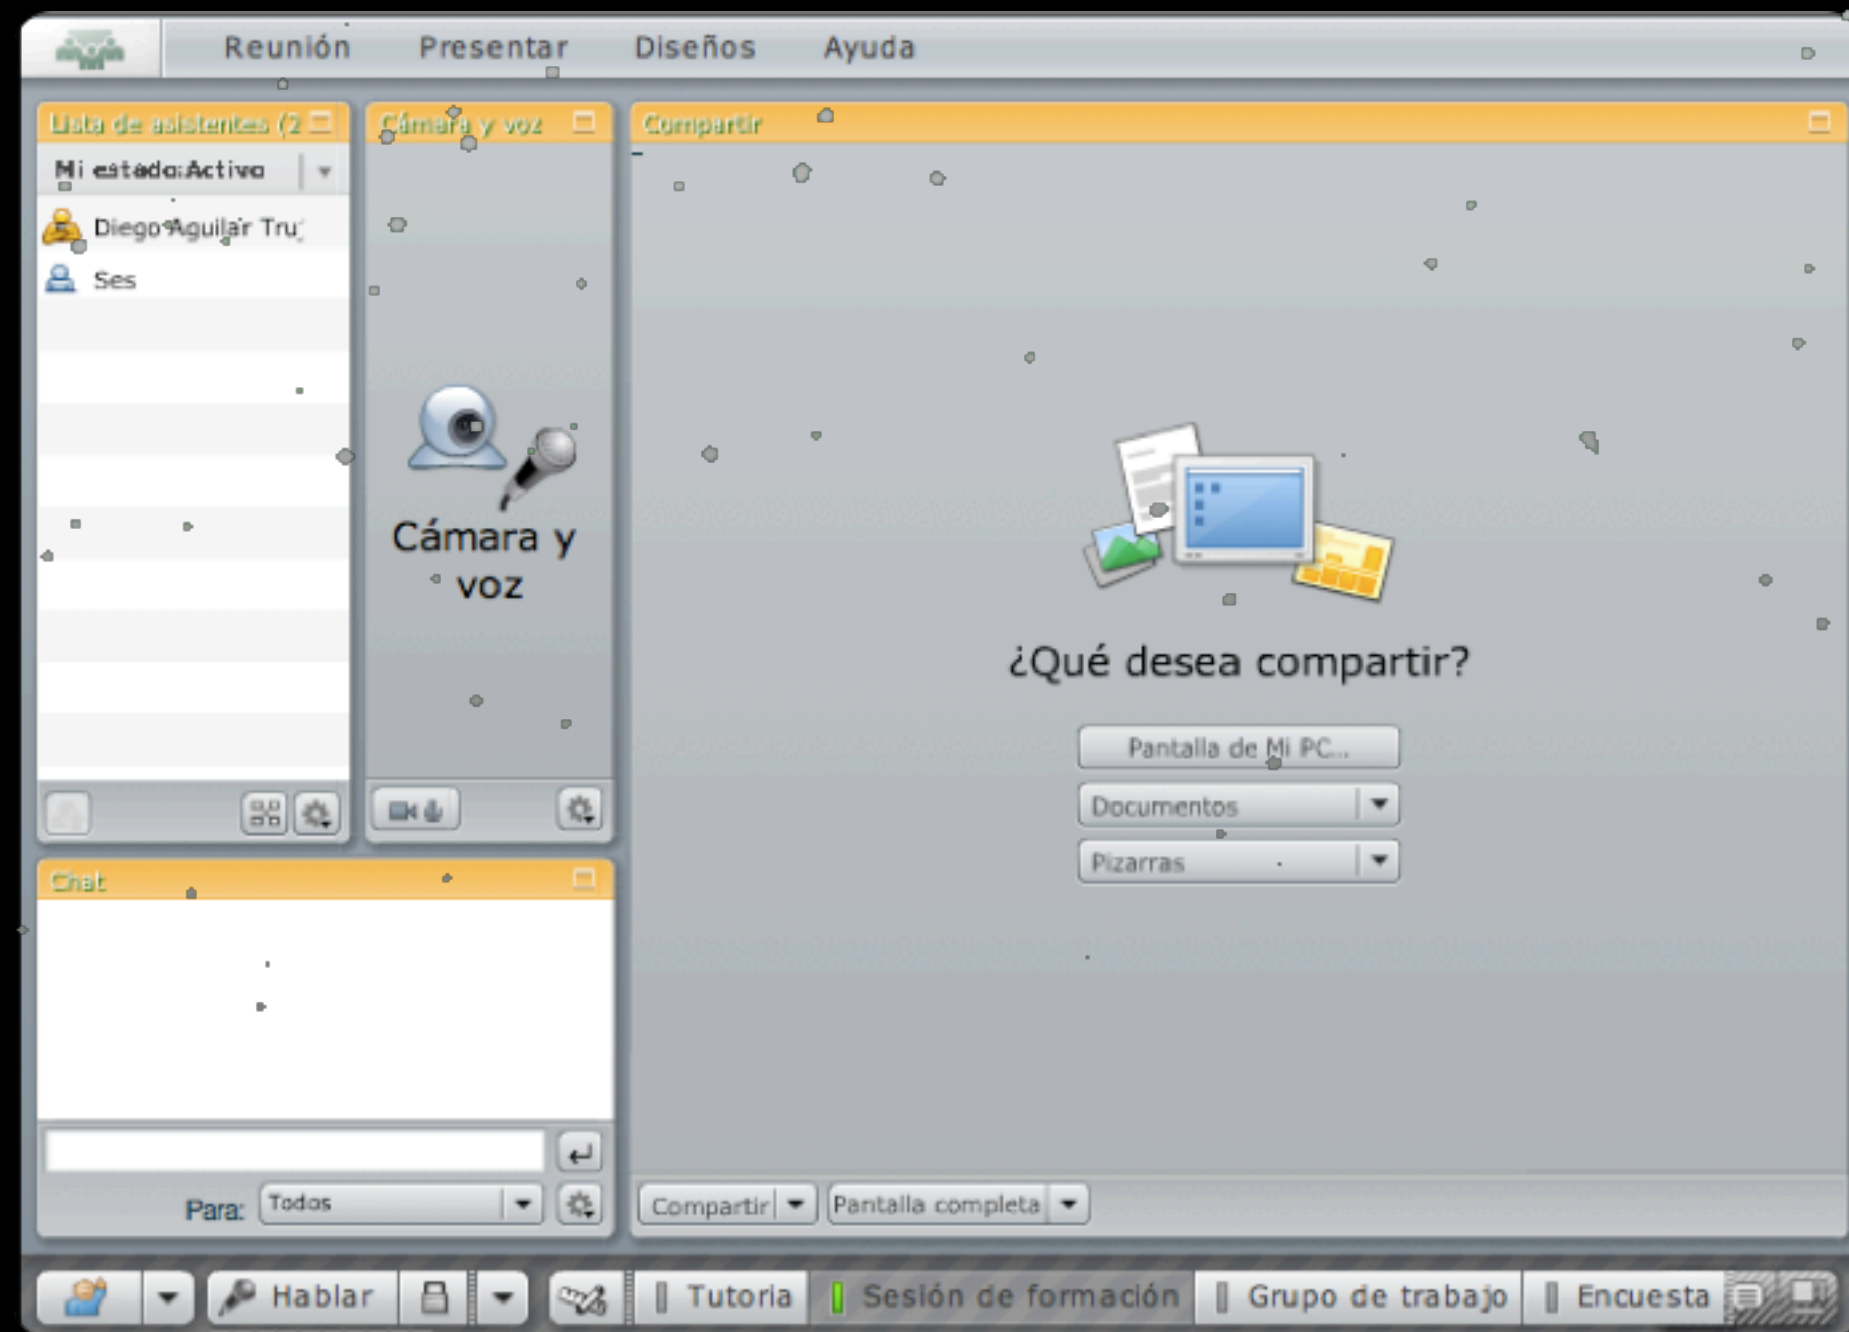 Reunión Presentar Diseños Ayuda
Lista de asistentes (2
Mi estado:Activo
Diego Aguilar Tru
Ses
Cámara y voz
Cámara y
voz
Compartir
¿Qué desea compartir?
Pantalla de Mi PC...
Documentos
Pizarras
Chat
Para: Todos
Compartir Pantalla completa
Hablar Tutoria Sesión de formación Grupo de trabajo Encuesta